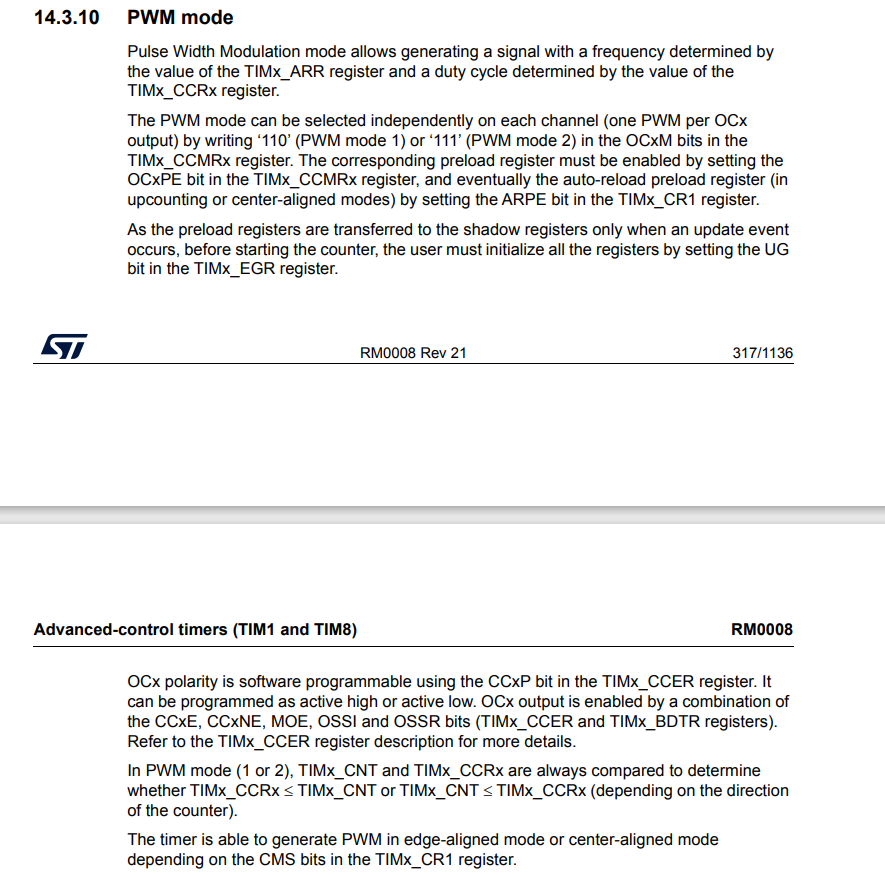 14.3.10 PWM mode
Pulse Width Modulation mode allows generating a signal with a frequency determined by
the value of the TIMx_ARR register and a duty cycle determined by the value of the
TIMx_CCRx register.
The PWM mode can be selected independently on each channel (one PWM per OCx
output) by writing ‘110’ (PWM mode 1) or ‘111’ (PWM mode 2) in the OCxM bits in the
TIMx_CCMRx register. The corresponding preload register must be enabled by setting the
OCxPE bit in the TIMx_CCMRx register, and eventually the auto-reload preload register (in
upcounting or center-aligned modes) by setting the ARPE bit in the TIMx_CR1 register.
As the preload registers are transferred to the shadow registers only when an update event
occurs, before starting the counter, the user must initialize all the registers by setting the UG
bit in the TIMx_EGR register.
ST RM0008 Rev 21 317/1136
Advanced-control timers (TIM1 and TIM8) RM0008
OCx polarity is software programmable using the CCxP bit in the TIMx_CCER register. It
can be programmed as active high or active low. OCx output is enabled by a combination of
the CCxE, CCxNE, MOE, OSSI and OSSR bits (TIMx_CCER and TIMx_BDTR registers).
Refer to the TIMx_CCER register description for more details.
In PWM mode (1 or 2), TIMx_CNT and TIMx_CCRx are always compared to determine
whether TIMx_CCRx ≤ TIMx_CNT or TIMx_CNT ≤ TIMx_CCRx (depending on the direction
of the counter).
The timer is able to generate PWM in edge-aligned mode or center-aligned mode
depending on the CMS bits in the TIMx_CR1 register.